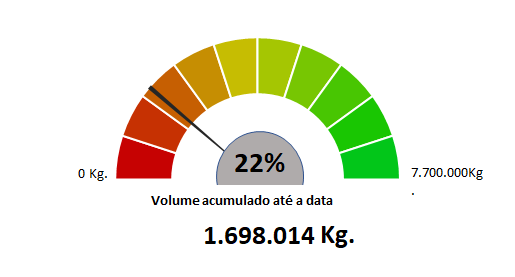 22%
0 Kg.
7.700.000Kg
.
Volume acumulado até a data
1.698.014 Kg.